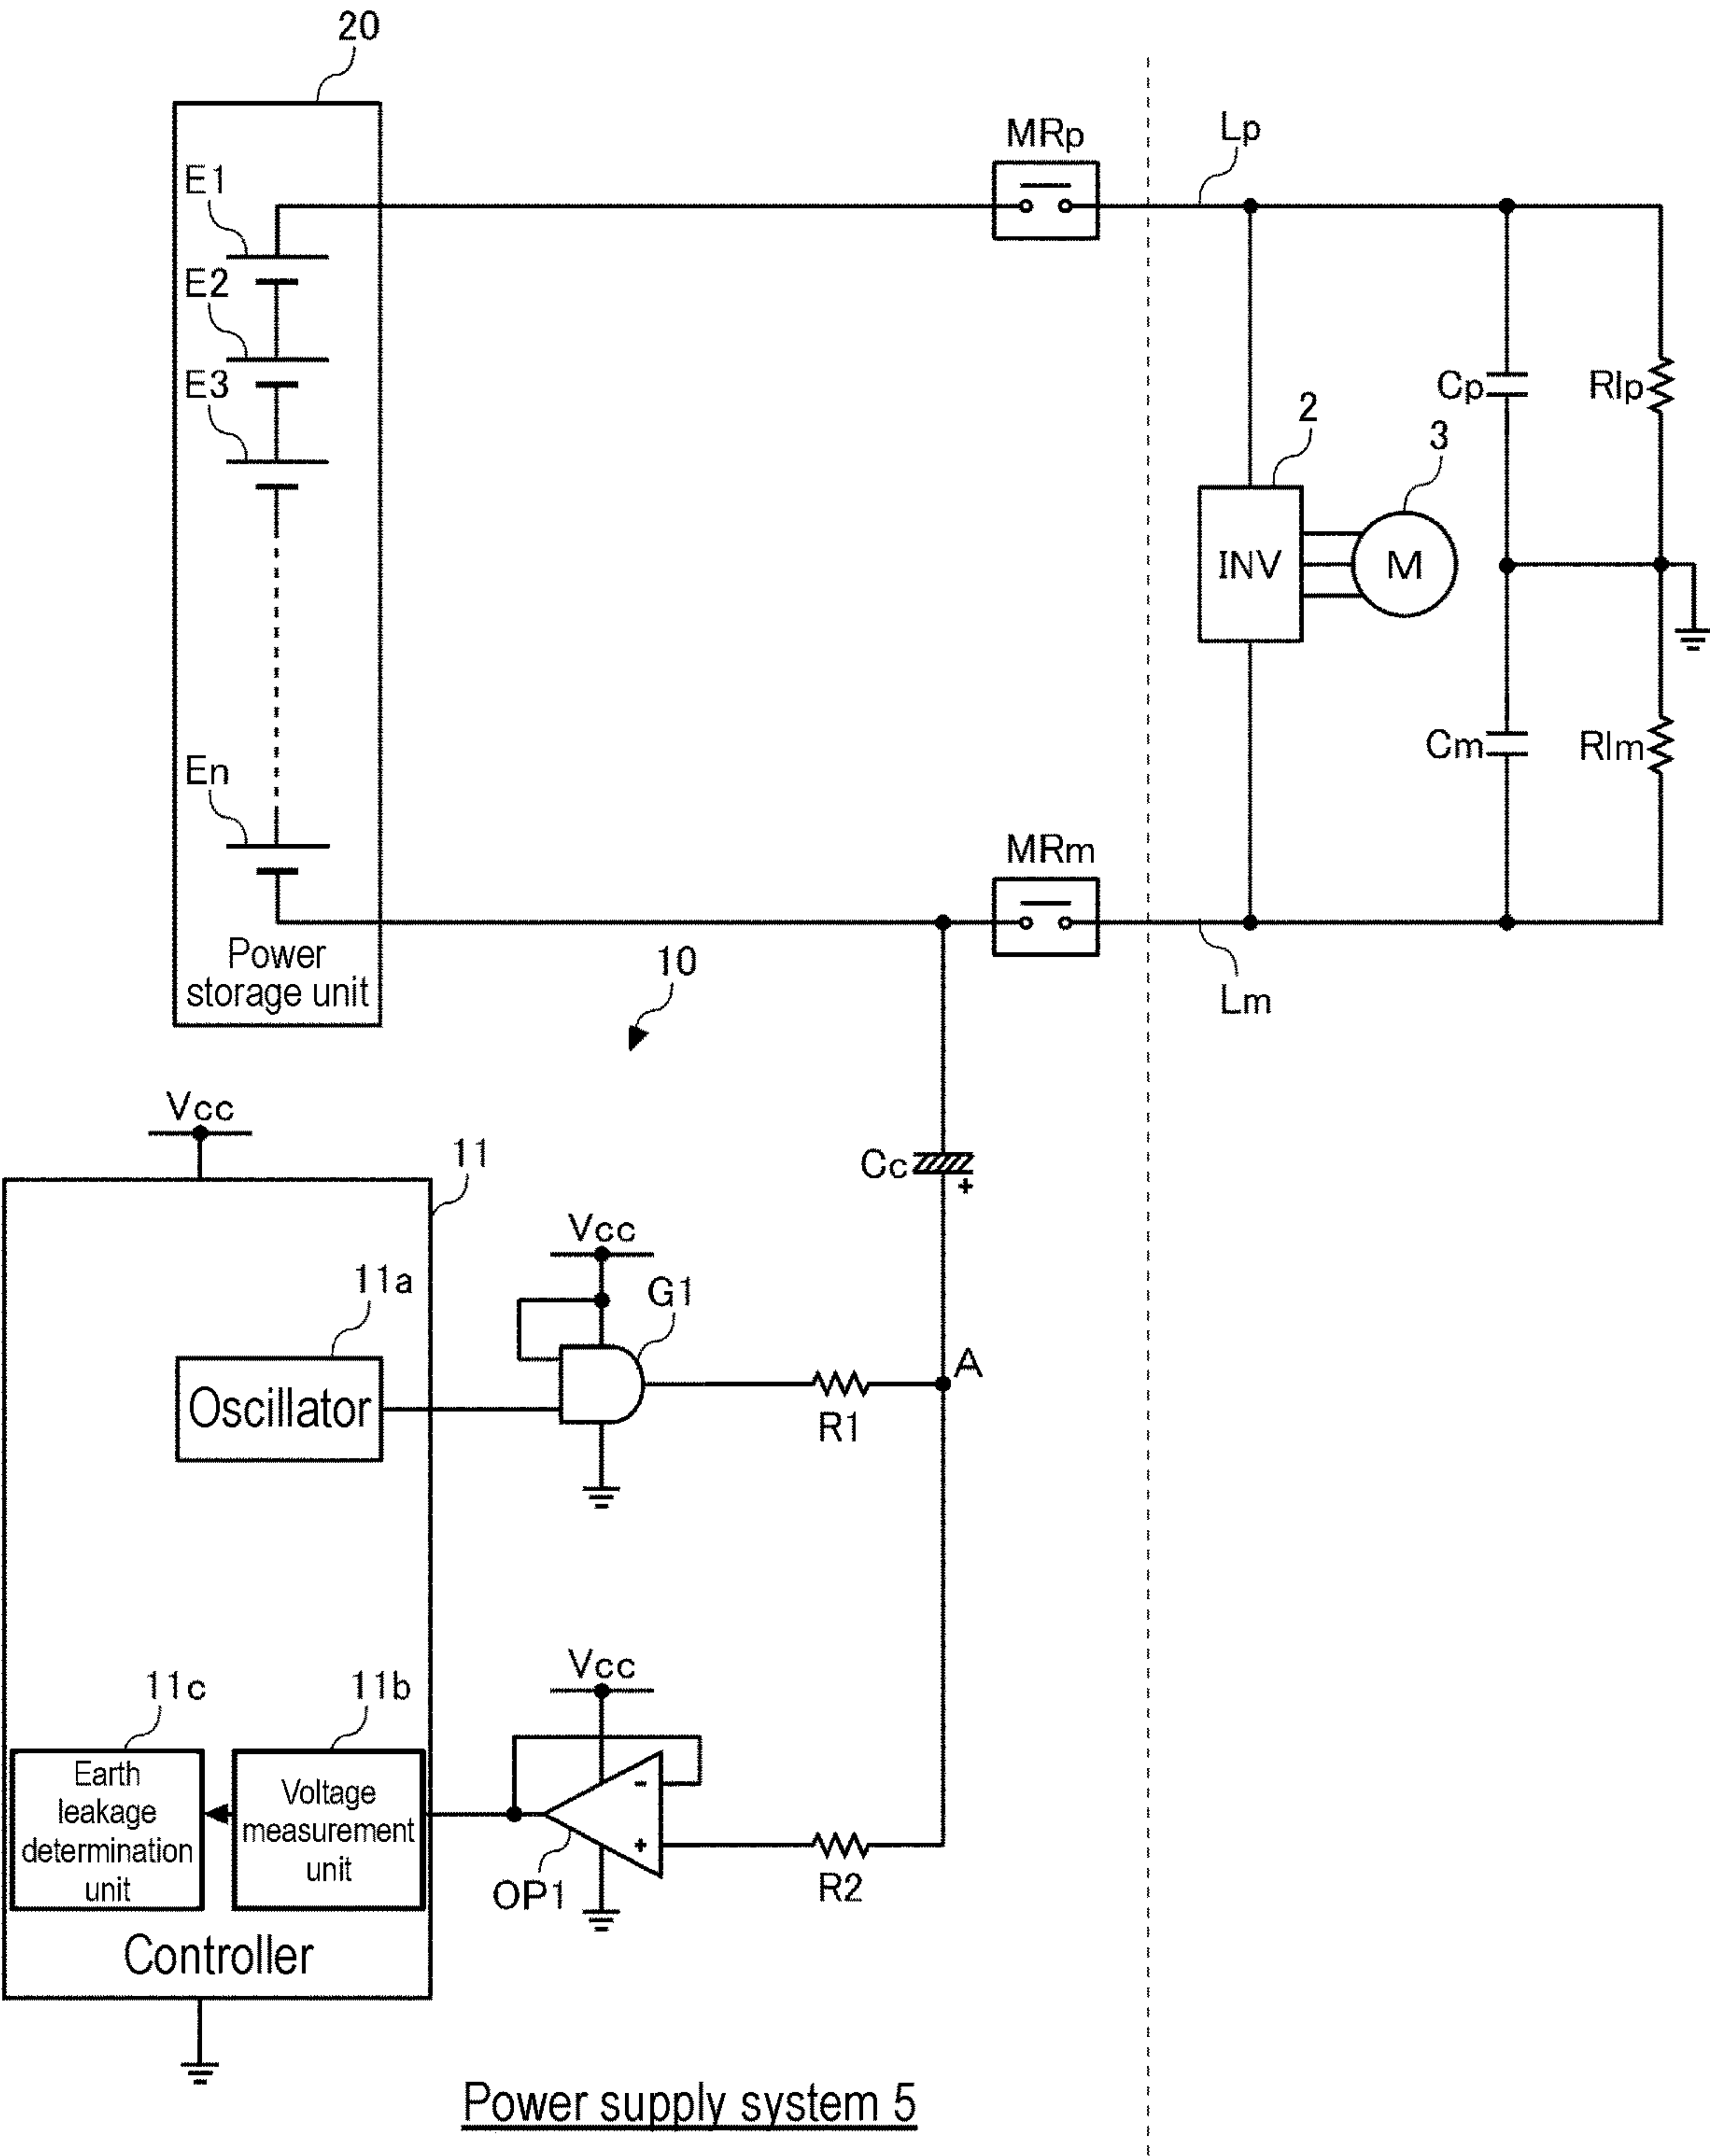 20
MRp
Lp
E1
E2
E3
Cp
Rlp
2
3
INV
M
Cm
Rlm
En
MRm
Power
storage unit
10
Lm
Vcc
11
Cc
+
Vcc
11a
G1
A
Oscillator
R1
Vcc
11c
11b
Earth
leakage
determination
unit
Voltage
measurement
unit
-
+
OP1
R2
Controller
Power supply system 5